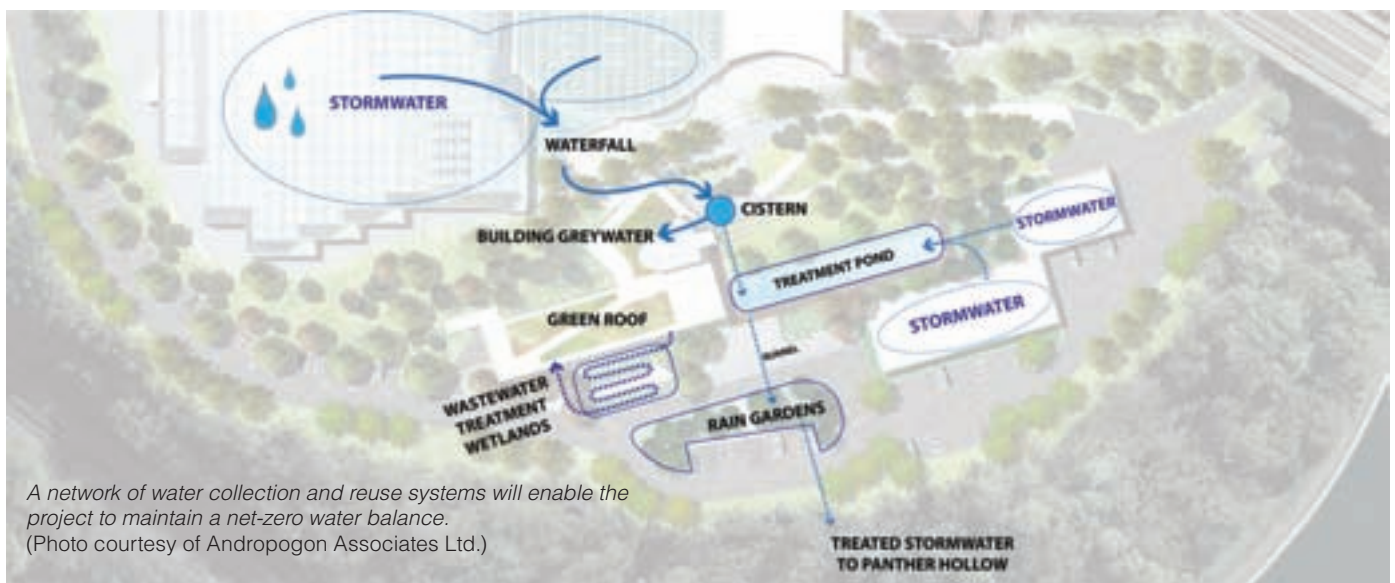 STORMWATER
WATERFALL
CISTERN
BUILDING GREYWATER
STORMWATER
TREATMENT POND
STORMWATER
GREEN ROOF
RUNNEL
WASTEWATER
TREATMENT
WETLANDS
RAIN GARDENS
A network of water collection and reuse systems will enable the
project to maintain a net-zero water balance.
(Photo courtesy of Andropogon Associates Ltd.)
TREATED STORMWATER
TO PANTHER HOLLOW